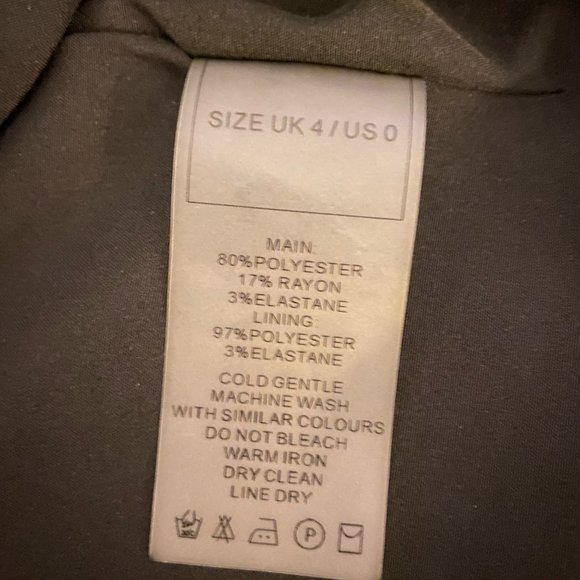 SIZE UK 4 / US 0
MAIN:
80%POLYESTER
17% RAYON
3%ELASTANE
LINING:
97%POLYESTER
3%ELASTANE
COLD GENTLE
MACHINE WASH
WITH SIMILAR COLOURS
DO NOT BLEACH
WARM IRON
DRY CLEAN
LINE DRY
P